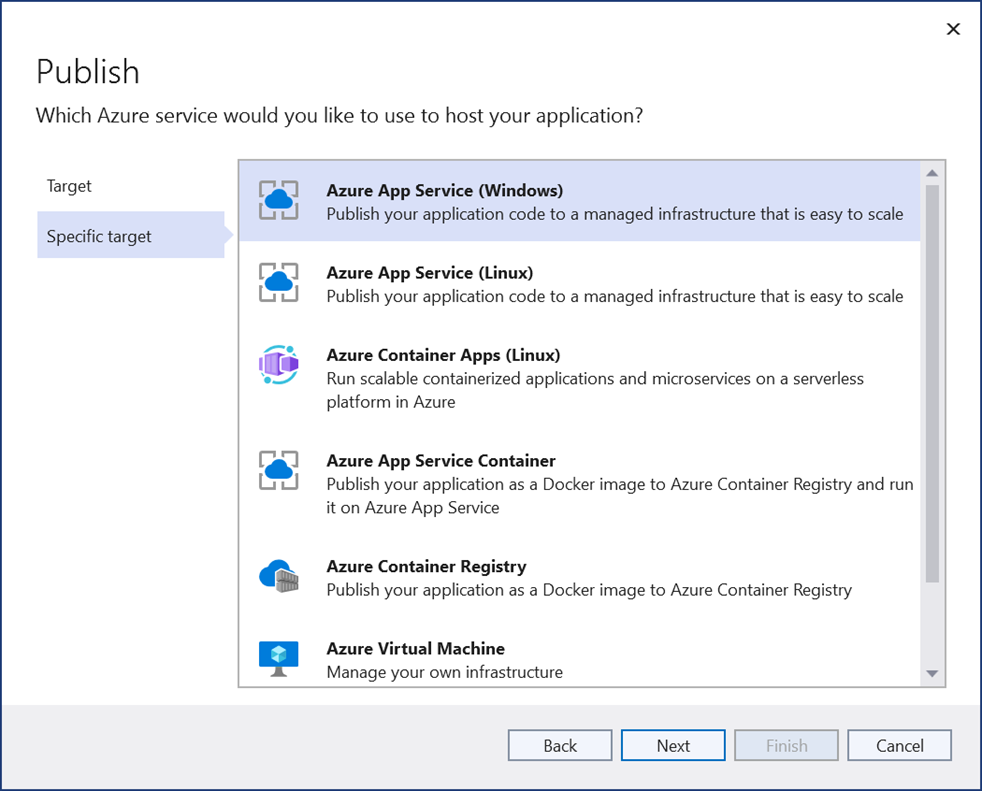 Publish
Which Azure service would you like to use to host your application?
Target
Specific target
Azure App Service (Windows)
Publish your application code to a managed infrastructure that is easy to scale
Azure App Service (Linux)
Publish your application code to a managed infrastructure that is easy to scale
Azure Container Apps (Linux)
Run scalable containerized applications and microservices on a serverless
platform in Azure
Azure App Service Container
Publish your application as a Docker image to Azure Container Registry and run
it on Azure App Service
Azure Container Registry
Publish your application as a Docker image to Azure Container Registry
Azure Virtual Machine
Manage your own infrastructure
Back
Next
Finish
Cancel